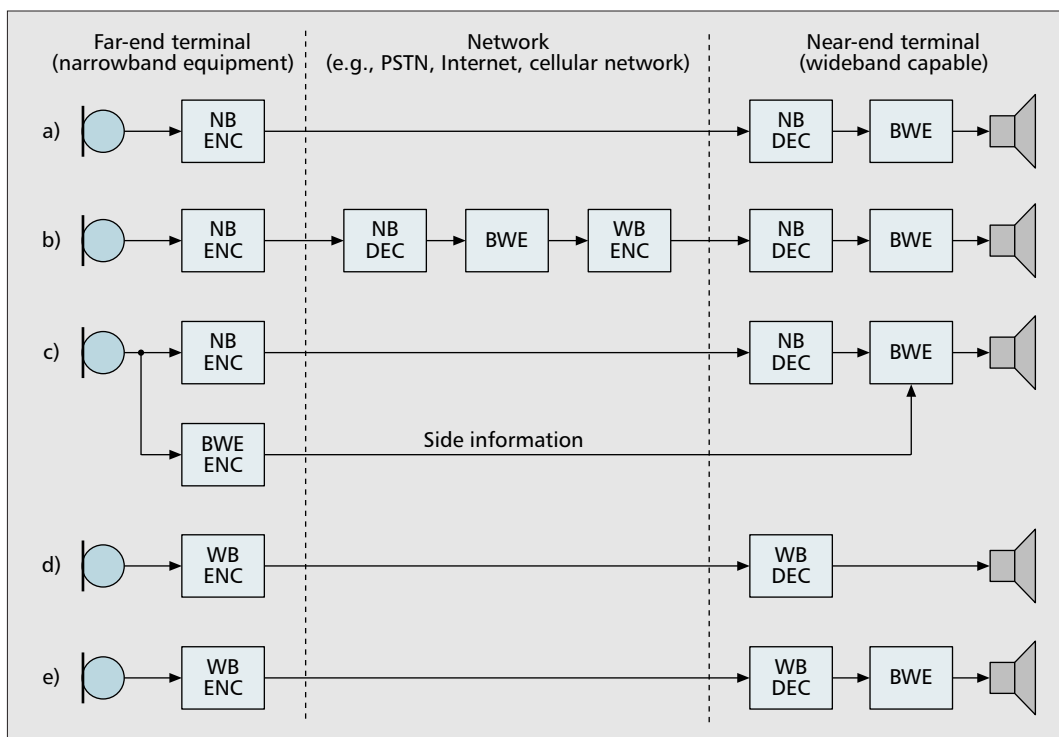 Far-end terminal
(narrowband equipment)
Network
(e.g., PSTN, Internet, cellular network)
Near-end terminal
(wideband capable)
a)
NB
ENC
NB
DEC
BWE
b)
NB
ENC
NB
DEC
BWE
WB
ENC
NB
DEC
BWE
c)
NB
ENC
NB
DEC
BWE
BWE
ENC
Side information
d)
WB
ENC
WB
DEC
e)
WB
ENC
WB
DEC
BWE